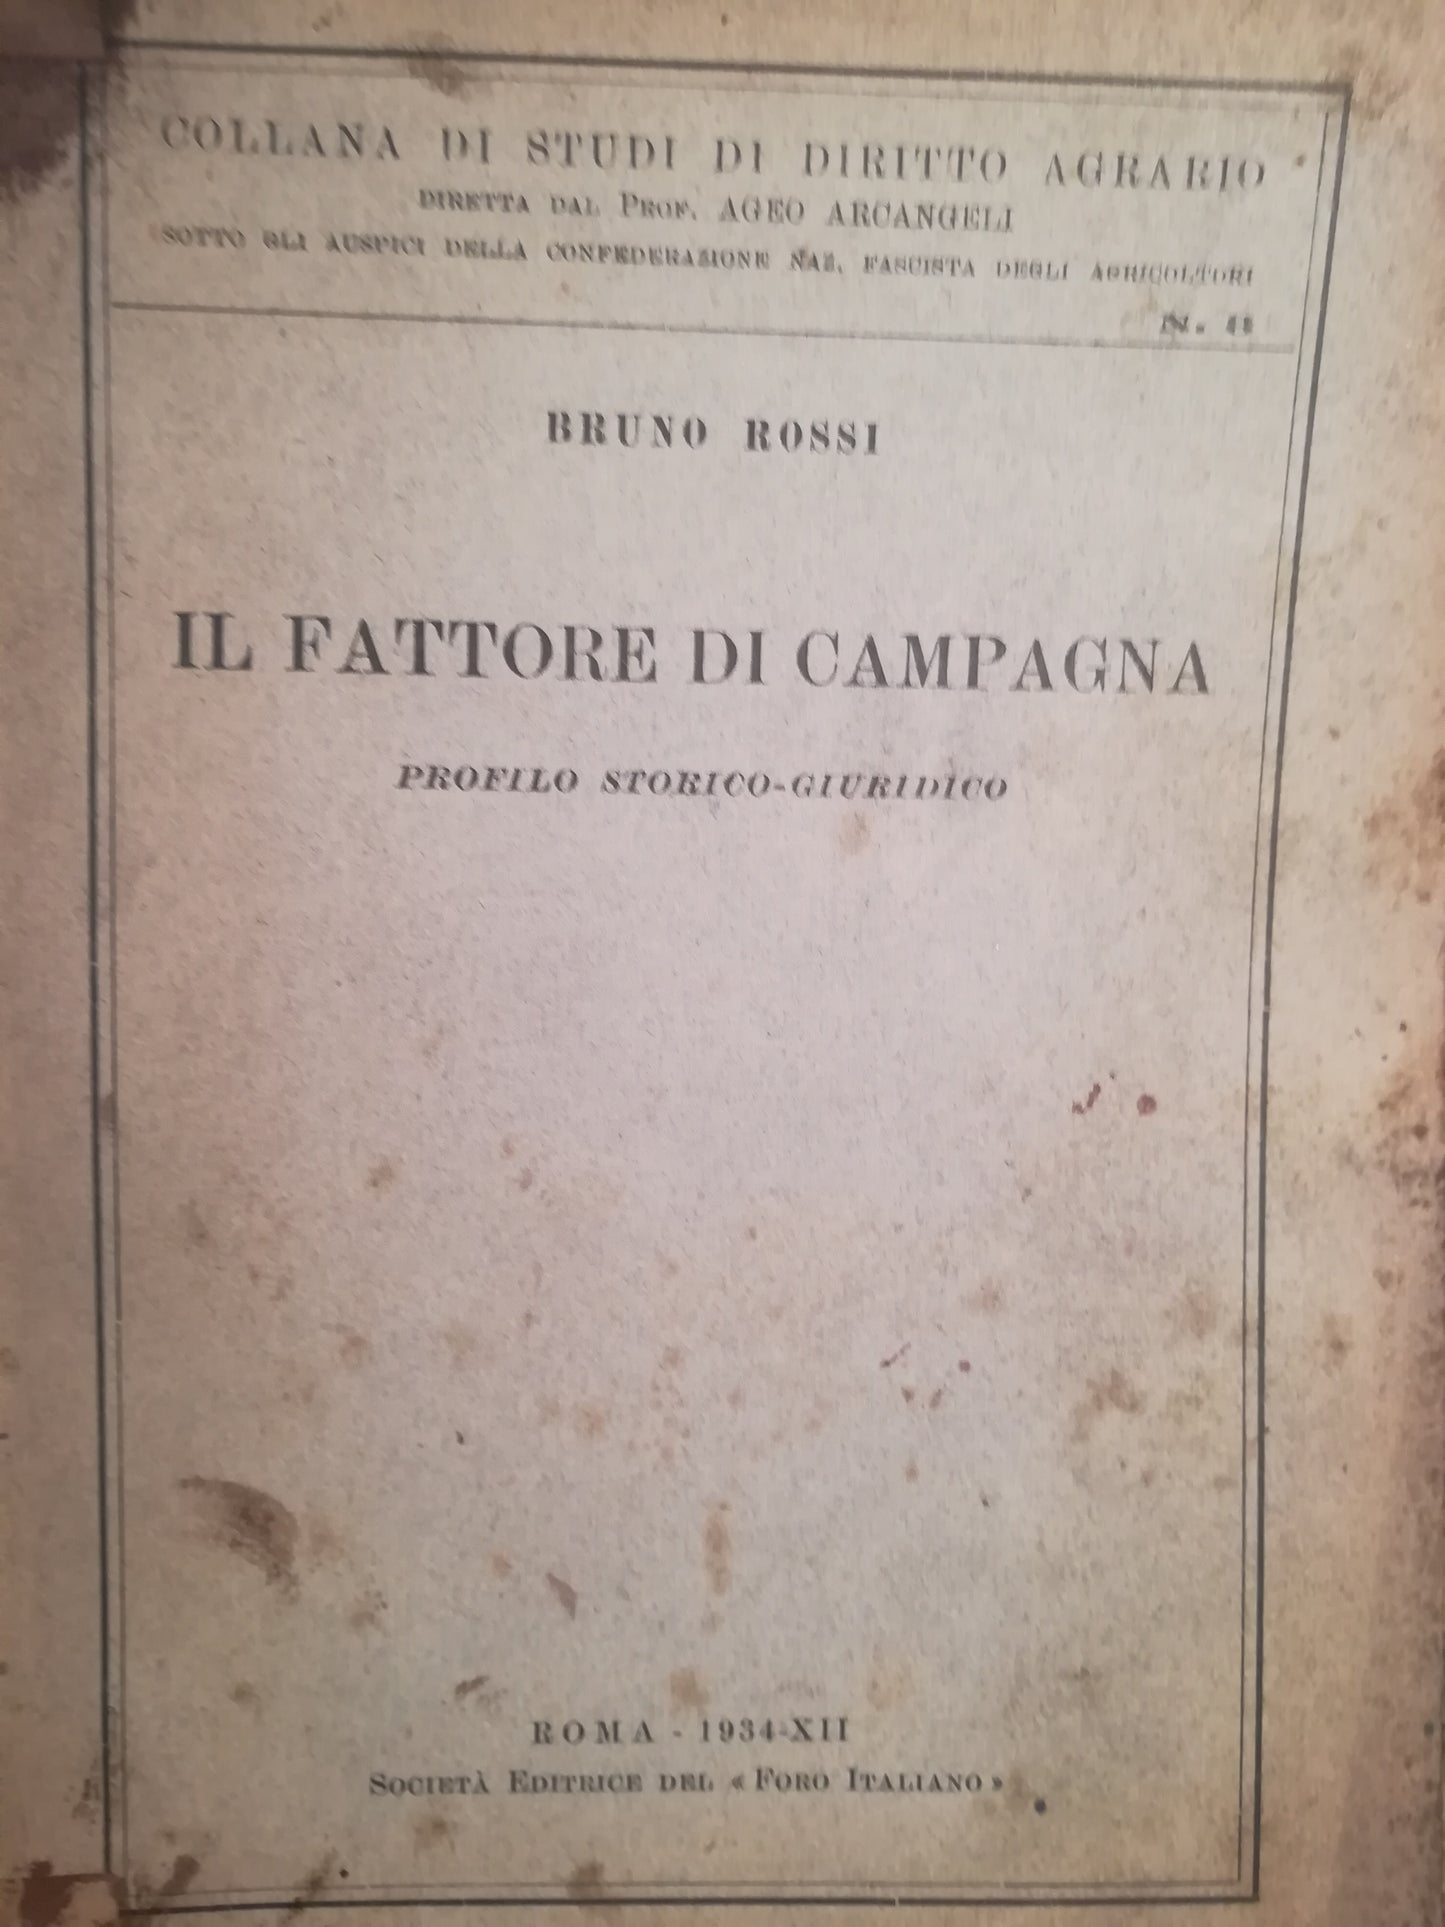 COLLANA DI STUDI DI DIRITTO AGRARIO
DIRETTA DAL PROF. AGEO ARCANGELI
SOTTO GLI AUSPICI DELLA CONFEDERAZIONE NAZ. FASCISTA DEGLI AGRICOLTORI
N.
BRUNO ROSSI
IL FATTORE DI CAMPAGNA
PROFILO STORICO-GIURIDICO
ROMA - 1934-XII
SOCIETÀ EDITRICE DEL « FORO ITALIANO »